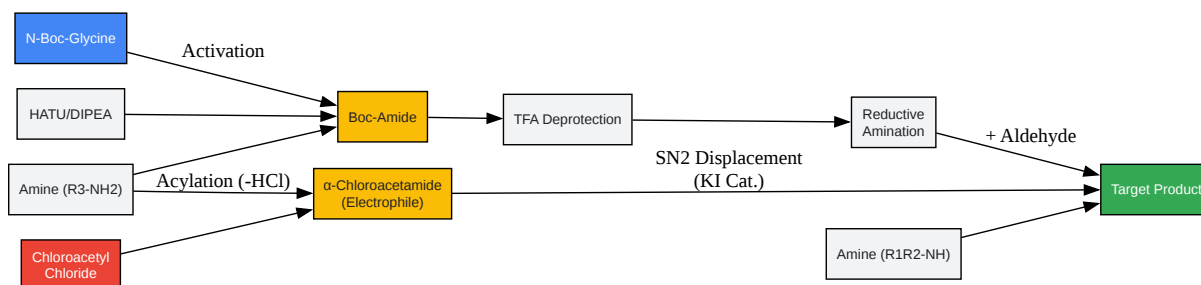 N-Boc-Glycine
Activation
HATU/DIPEA
Boc-Amide
TFA Deprotection
Reductive
Amination
+ Aldehyde
Amine (R3-NH2)
Acylation (-HCl)
α-Chloroacetamide
(Electrophile)
SN2 Displacement
(KI Cat.)
Target Product
Chloroacetyl
Chloride
Amine (R1R2-NH)